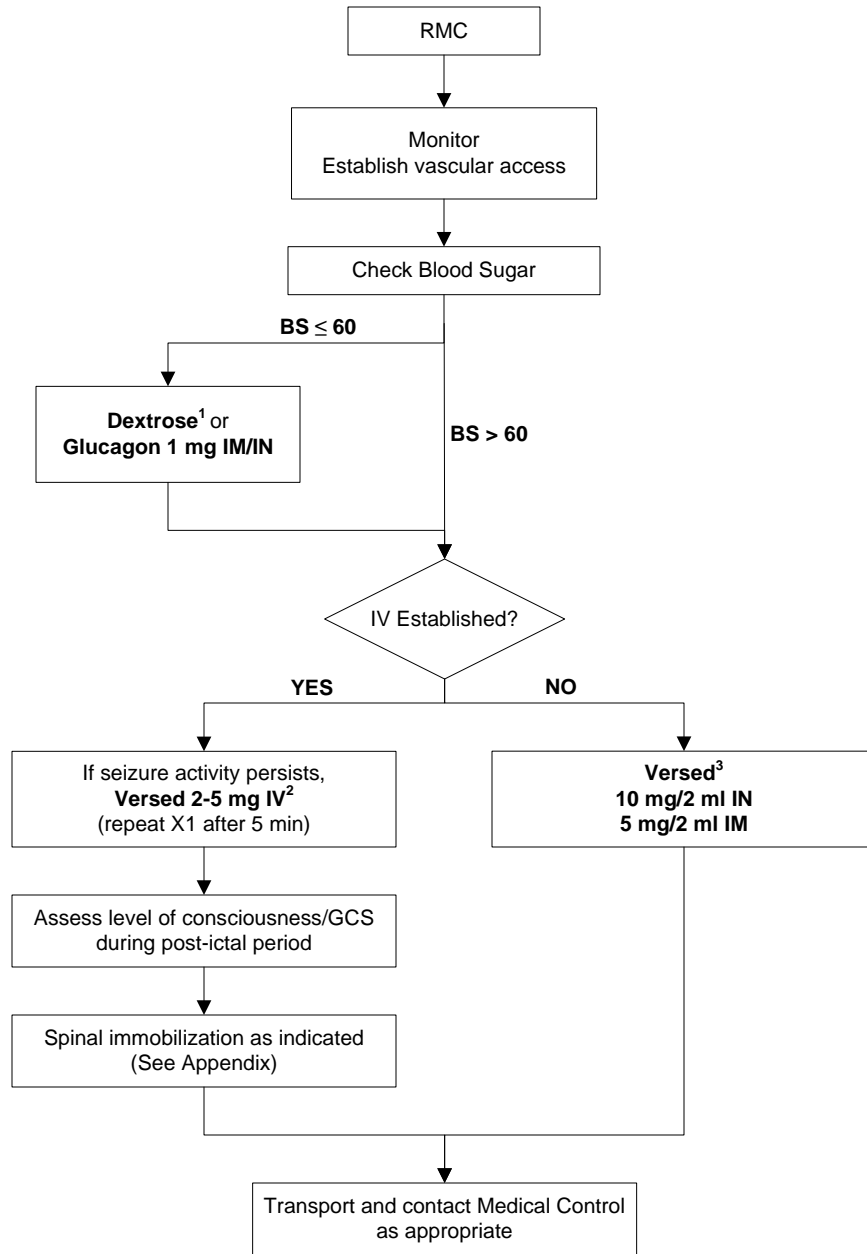 RMC
Monitor
Establish vascular access
Check Blood Sugar
BS ≤ 60
Dextrose¹ or
Glucagon 1 mg IM/IN
BS > 60
IV Established?
YES
NO
If seizure activity persists,
Versed 2-5 mg IV²
(repeat X1 after 5 min)
Versed³
10 mg/2 ml IN
5 mg/2 ml IM
Assess level of consciousness/GCS
during post-ictal period
Spinal immobilization as indicated
(See Appendix)
Transport and contact Medical Control
as appropriate